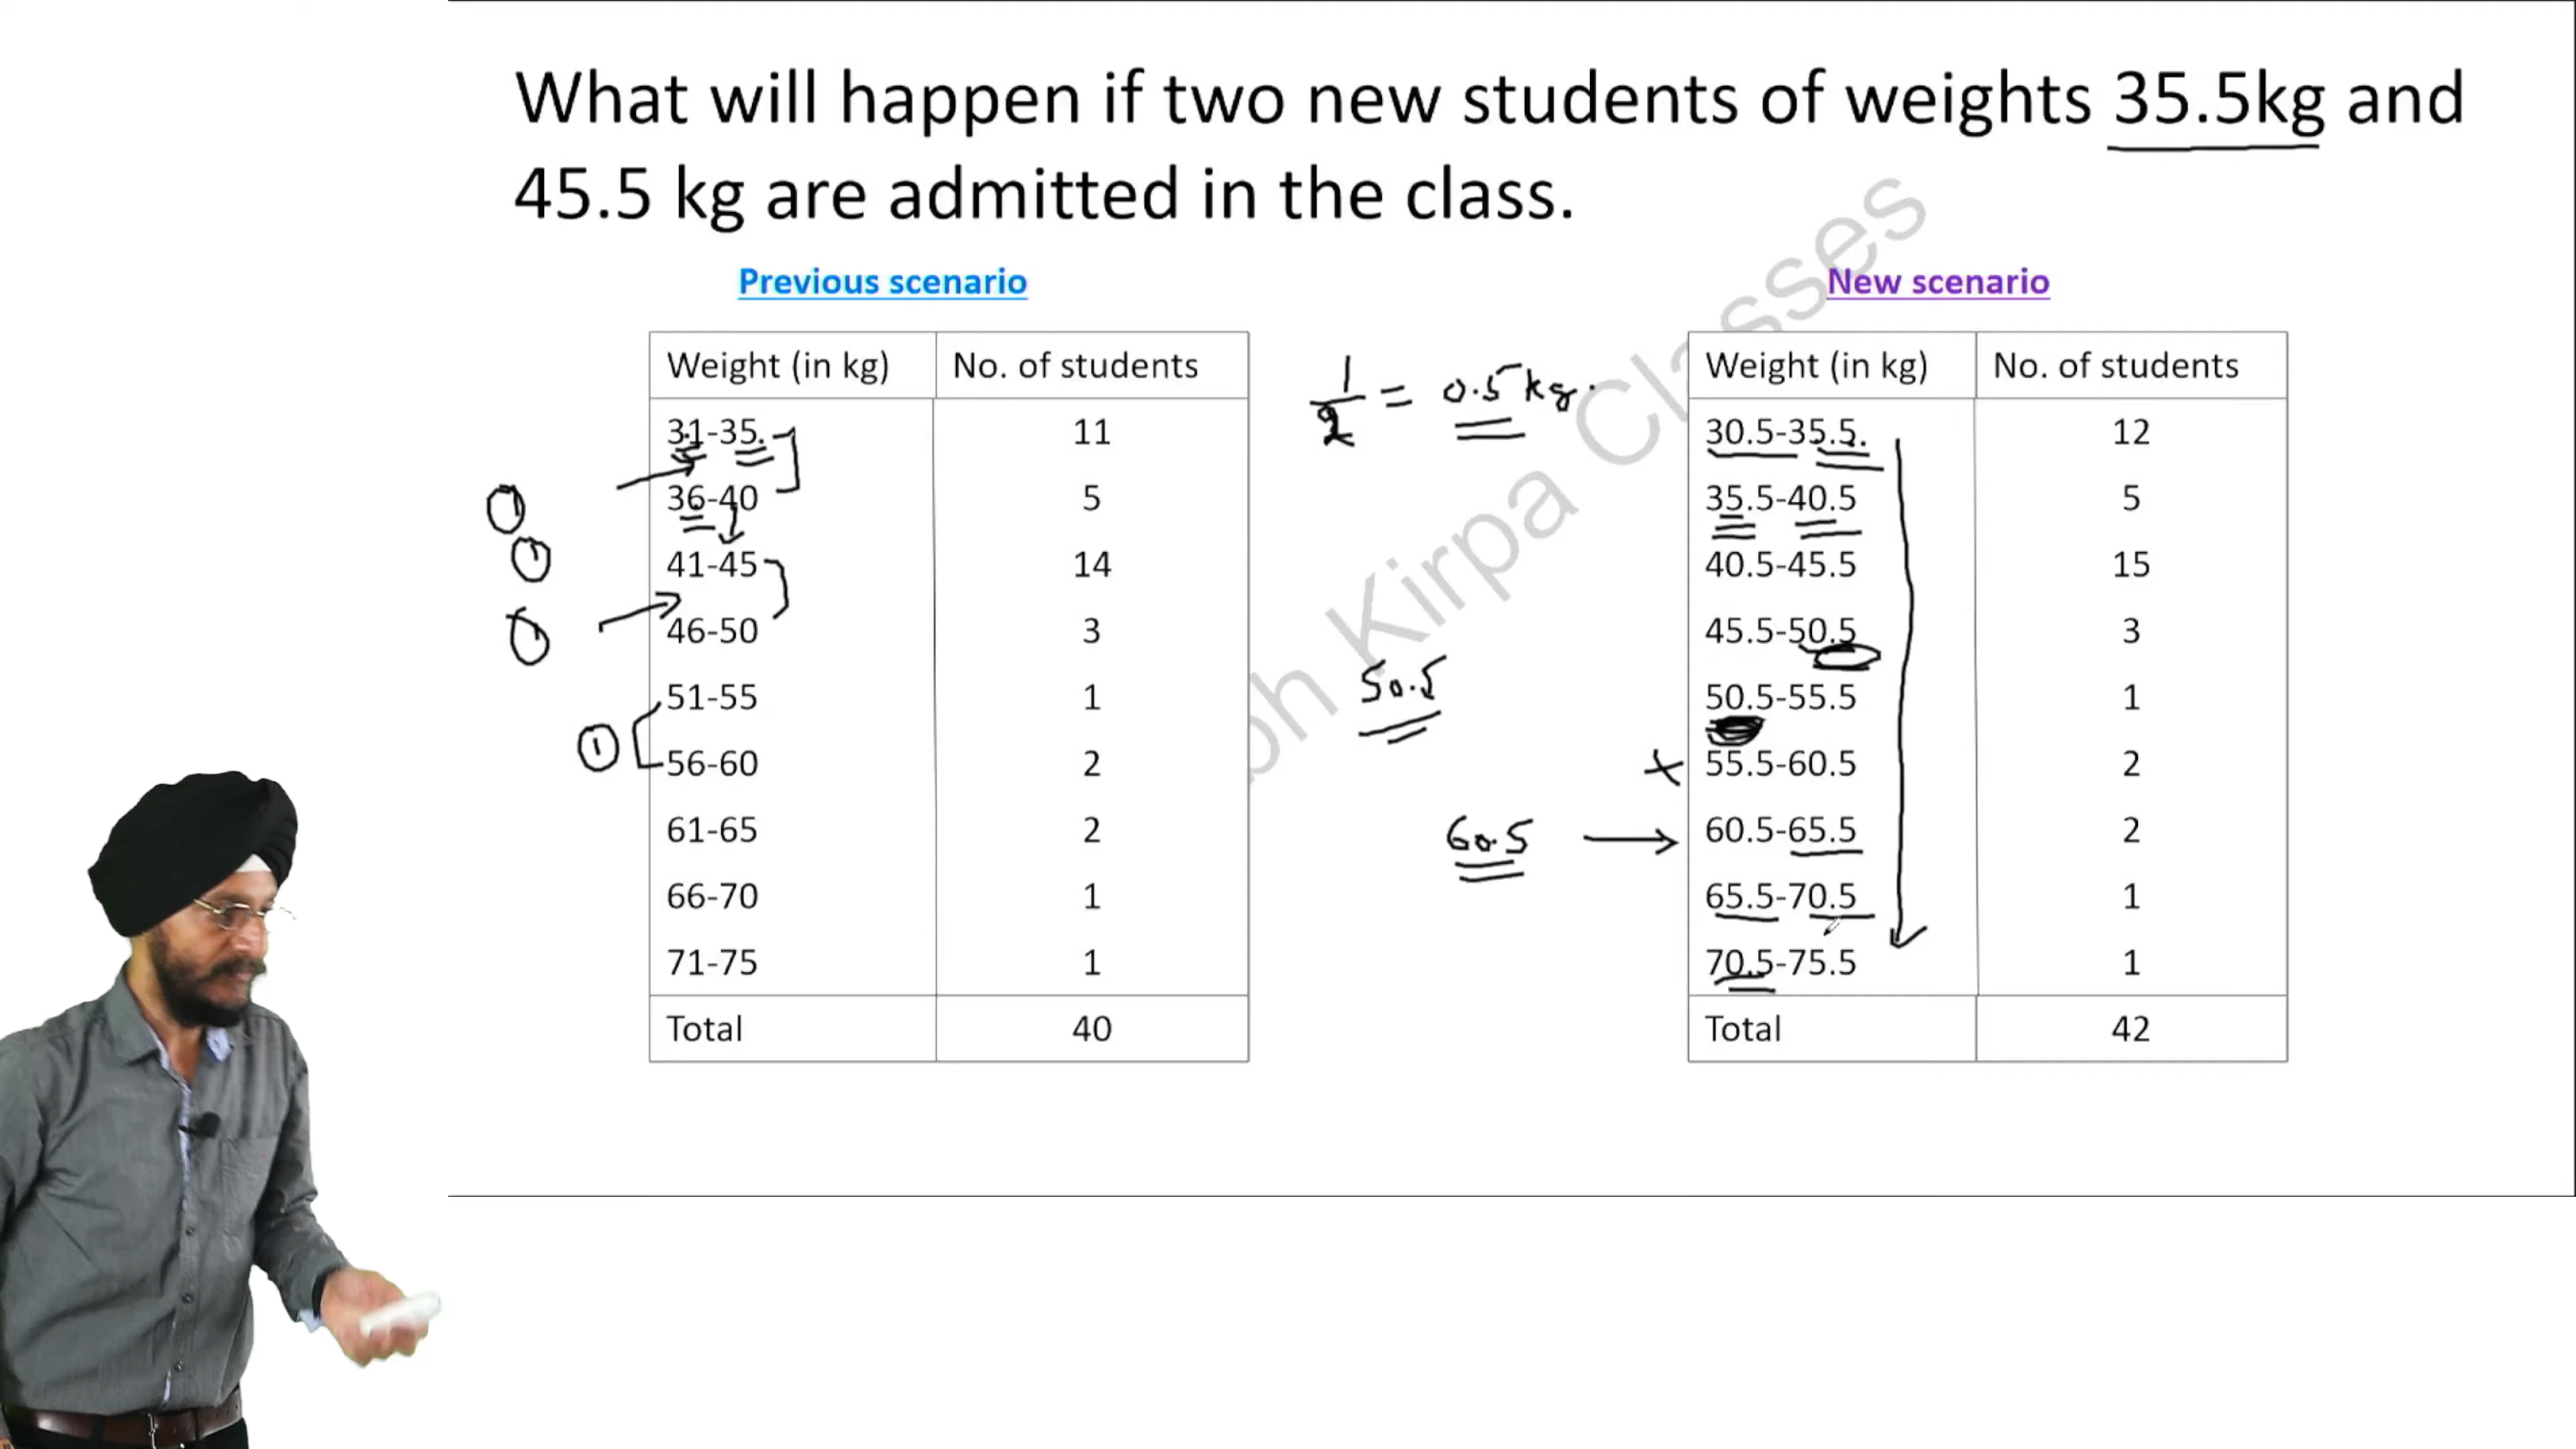 What will happen if two new students of weights 35.5kg and
45.5 kg are admitted in the class.
Previous scenario
Weight (in kg) No. of students
31-35 11
36-40 5
41-45 14
46-50 3
51-55 1
56-60 2
61-65 2
66-70 1
71-75 1
Total 40
1/2 = 0.5 kg.
50.5
60.5
New scenario
Weight (in kg) No. of students
30.5-35.5 12
35.5-40.5 5
40.5-45.5 15
45.5-50.5 3
50.5-55.5 1
55.5-60.5 2
60.5-65.5 2
65.5-70.5 1
70.5-75.5 1
Total 42
1
1
1
1
Kirpa Classes